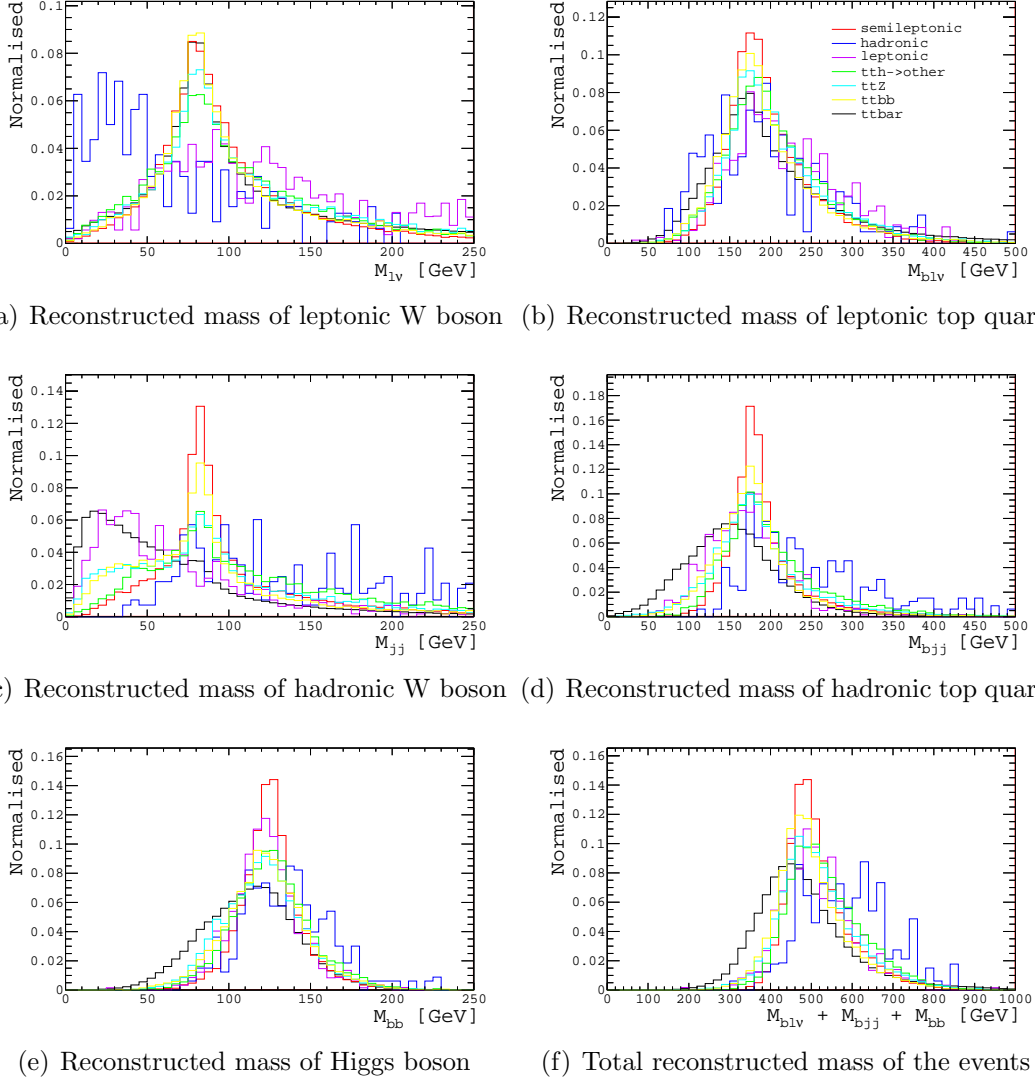 Normalised
0.1
0.08
0.06
0.04
0.02
0
0 50 100 150 200 250
M_lν [GeV]
Normalised
0.12
0.1
0.08
0.06
0.04
0.02
0
0 50 100 150 200 250 300 350 400 450 500
M_blν [GeV]
semileptonic
hadronic
leptonic
tth->other
ttZ
ttbb
ttbar
) Reconstructed mass of leptonic W boson
(b) Reconstructed mass of leptonic top quar
Normalised
0.14
0.12
0.1
0.08
0.06
0.04
0.02
0
0 50 100 150 200 250
M_jj [GeV]
Normalised
0.18
0.16
0.14
0.12
0.1
0.08
0.06
0.04
0.02
0
0 50 100 150 200 250 300 350 400 450 500
M_bjj [GeV]
) Reconstructed mass of hadronic W boson
(d) Reconstructed mass of hadronic top quar
Normalised
0.16
0.14
0.12
0.1
0.08
0.06
0.04
0.02
0
0 50 100 150 200 250
M_bb [GeV]
Normalised
0.16
0.14
0.12
0.1
0.08
0.06
0.04
0.02
0
0 100 200 300 400 500 600 700 800 900 1000
M_blν + M_bjj + M_bb [GeV]
(e) Reconstructed mass of Higgs boson
(f) Total reconstructed mass of the events